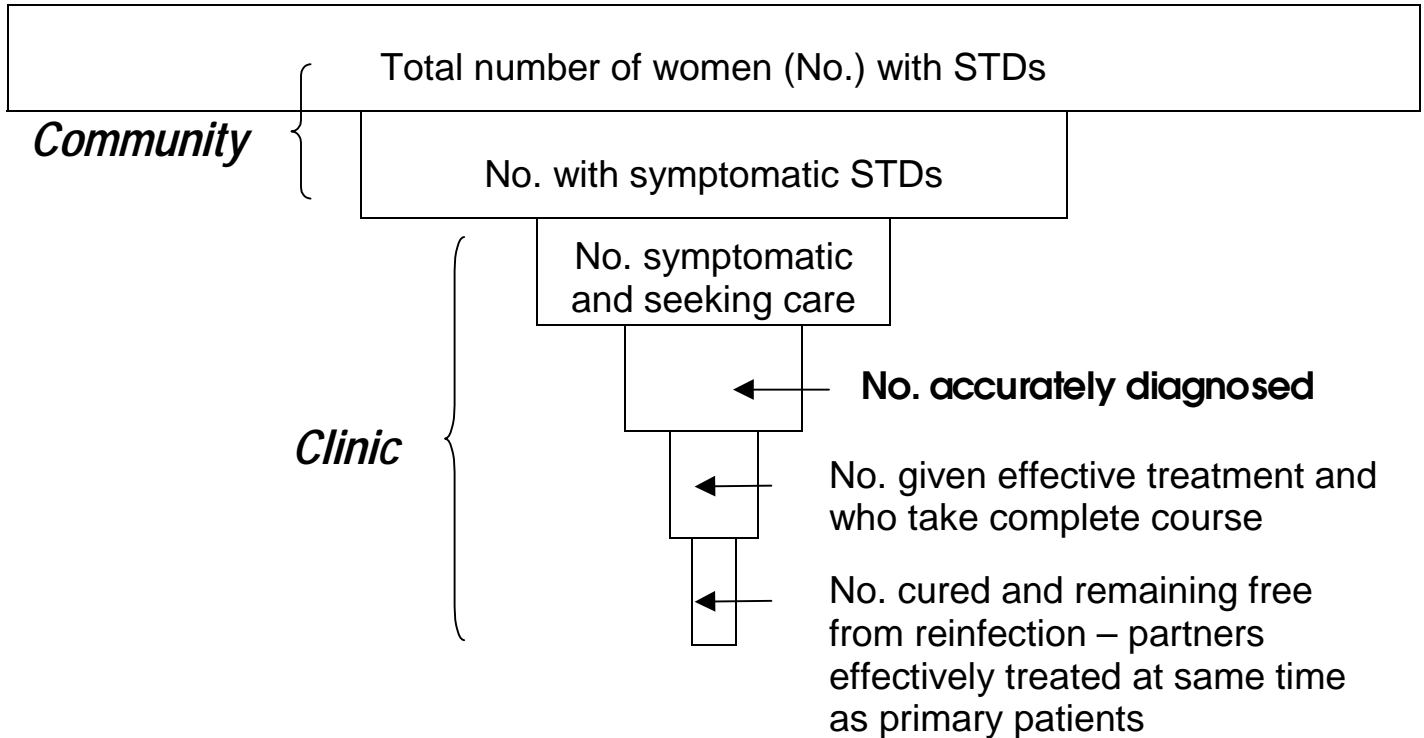 Total number of women (No.) with STDs
Community
No. with symptomatic STDs
No. symptomatic
and seeking care
No. accurately diagnosed
Clinic
No. given effective treatment and
who take complete course
No. cured and remaining free
from reinfection – partners
effectively treated at same time
as primary patients